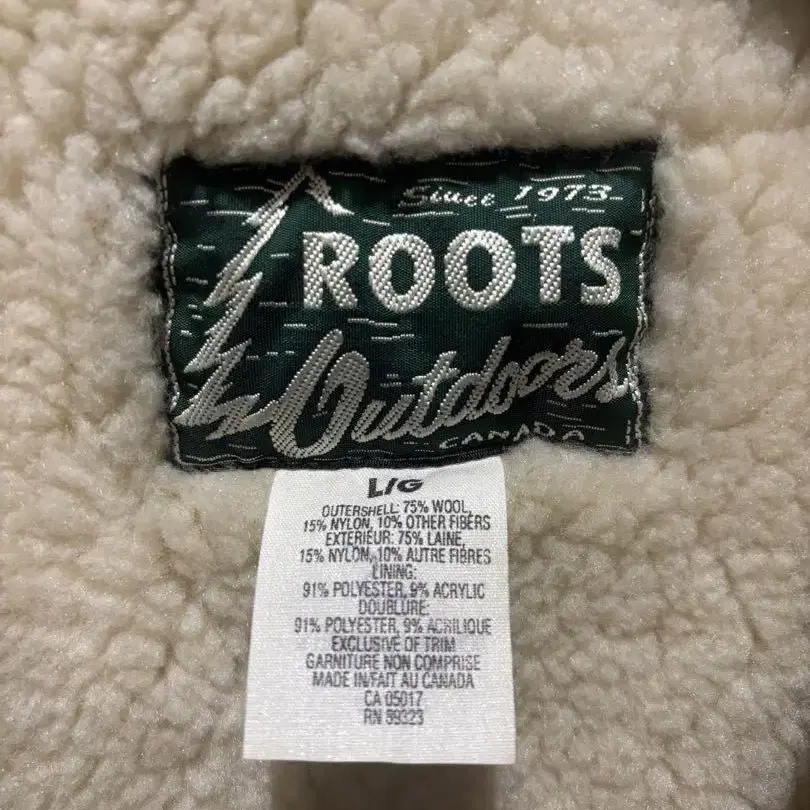 Since 1973
ROOTS
Outdoors
CANADA
L/G
OUTERSHELL: 75% WOOL,
15% NYLON, 10% OTHER FIBERS
EXTERIEUR: 75% LAINE,
15% NYLON, 10% AUTRE FIBRES
LINING:
91% POLYESTER, 9% ACRYLIC
DOUBLURE:
91% POLYESTER, 9% ACRILIQUE
EXCLUSIVE OF TRIM
GARNITURE NON COMPRISE
MADE IN/FAIT AU CANADA
CA 05017
RN 59323